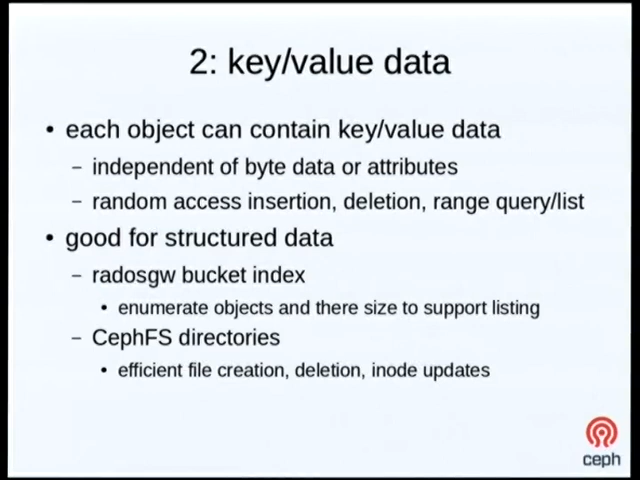 2: key/value data
• each object can contain key/value data
– independent of byte data or attributes
– random access insertion, deletion, range query/list
• good for structured data
– radosgw bucket index
• enumerate objects and there size to support listing
– CephFS directories
• efficient file creation, deletion, inode updates
ceph